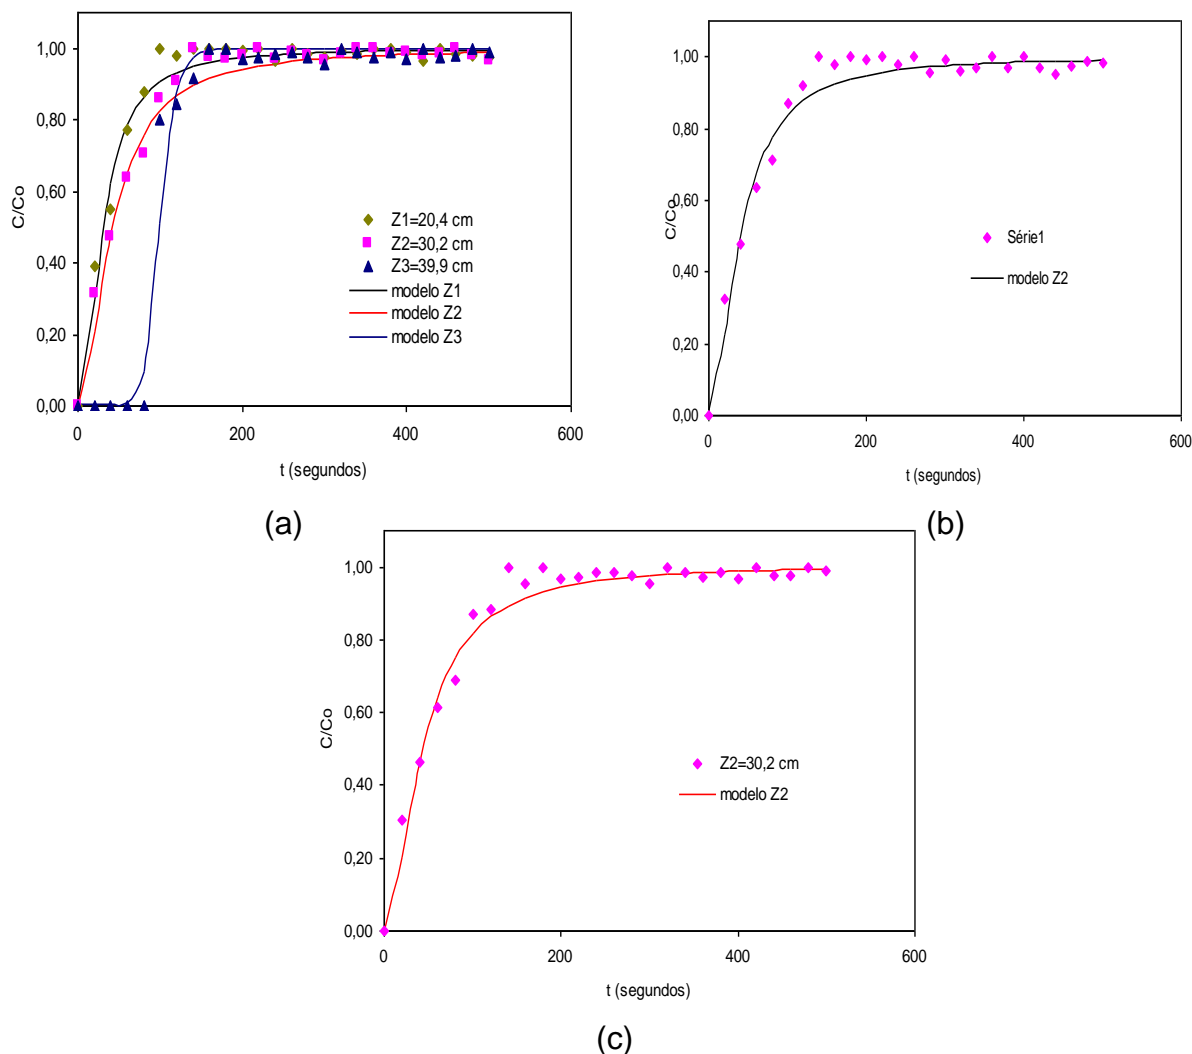 1,00
0,80
0,60
0,40
0,20
0,00
C/Co
0
200
400
600
t (segundos)
Z1=20,4 cm
Z2=30,2 cm
Z3=39,9 cm
modelo Z1
modelo Z2
modelo Z3
(a)
1,00
0,80
0,60
0,40
0,20
0,00
C/Co
0
200
400
600
t (segundos)
Série1
modelo Z2
(b)
1,00
0,80
0,60
0,40
0,20
0,00
C/Co
0
200
400
600
t (segundos)
Z2=30,2 cm
modelo Z2
(c)